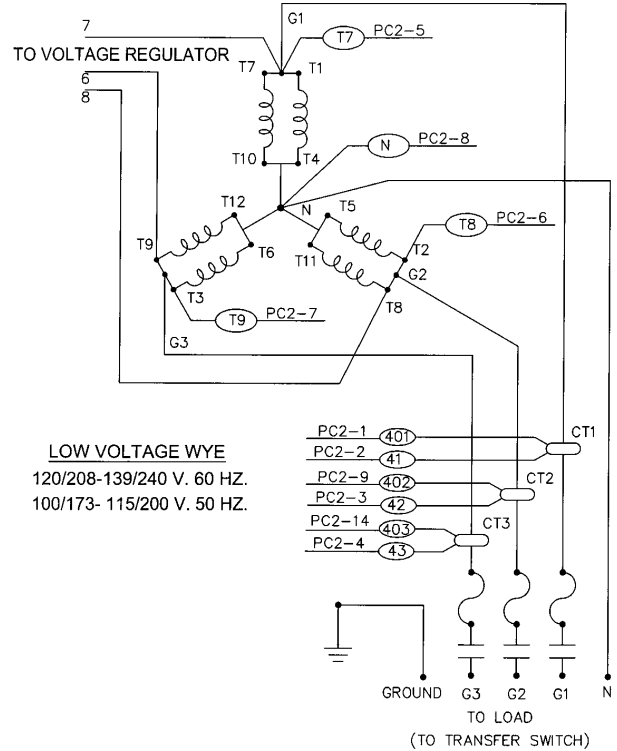 G1
7
T7 PC2-5
TO VOLTAGE REGULATOR
6
8
T7 T1
T10 T4
N PC2-8
N
T12 T5
T9 T6 T11 T2
T8 PC2-6
G2
T3 T8
T9 PC2-7
G3
PC2-1 401
CT1
PC2-2 41
LOW VOLTAGE WYE
120/208-139/240 V. 60 HZ.
100/173- 115/200 V. 50 HZ.
PC2-9 402
CT2
PC2-3 42
PC2-14 403
CT3
PC2-4 43
GROUND G3 G2 G1 N
TO LOAD
(TO TRANSFER SWITCH)